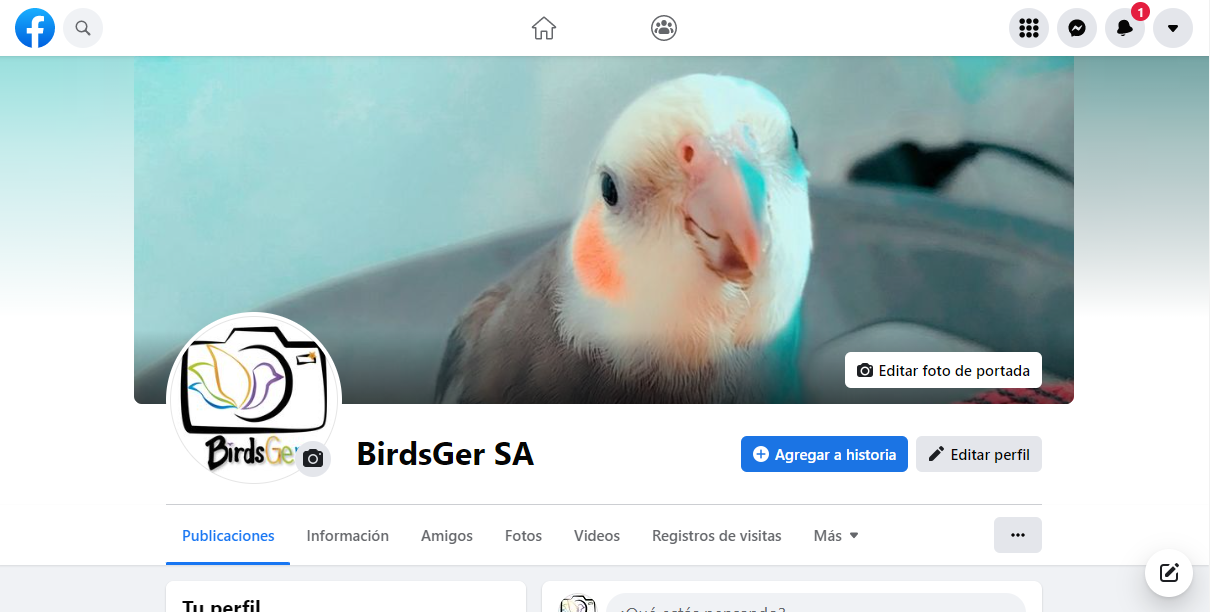 1
Editar foto de portada
BirdsGer
BirdsGer SA
Agregar a historia
Editar perfil
Publicaciones
Información
Amigos
Fotos
Videos
Registros de visitas
Más
Tu perfil
¿Qué estás pensando?